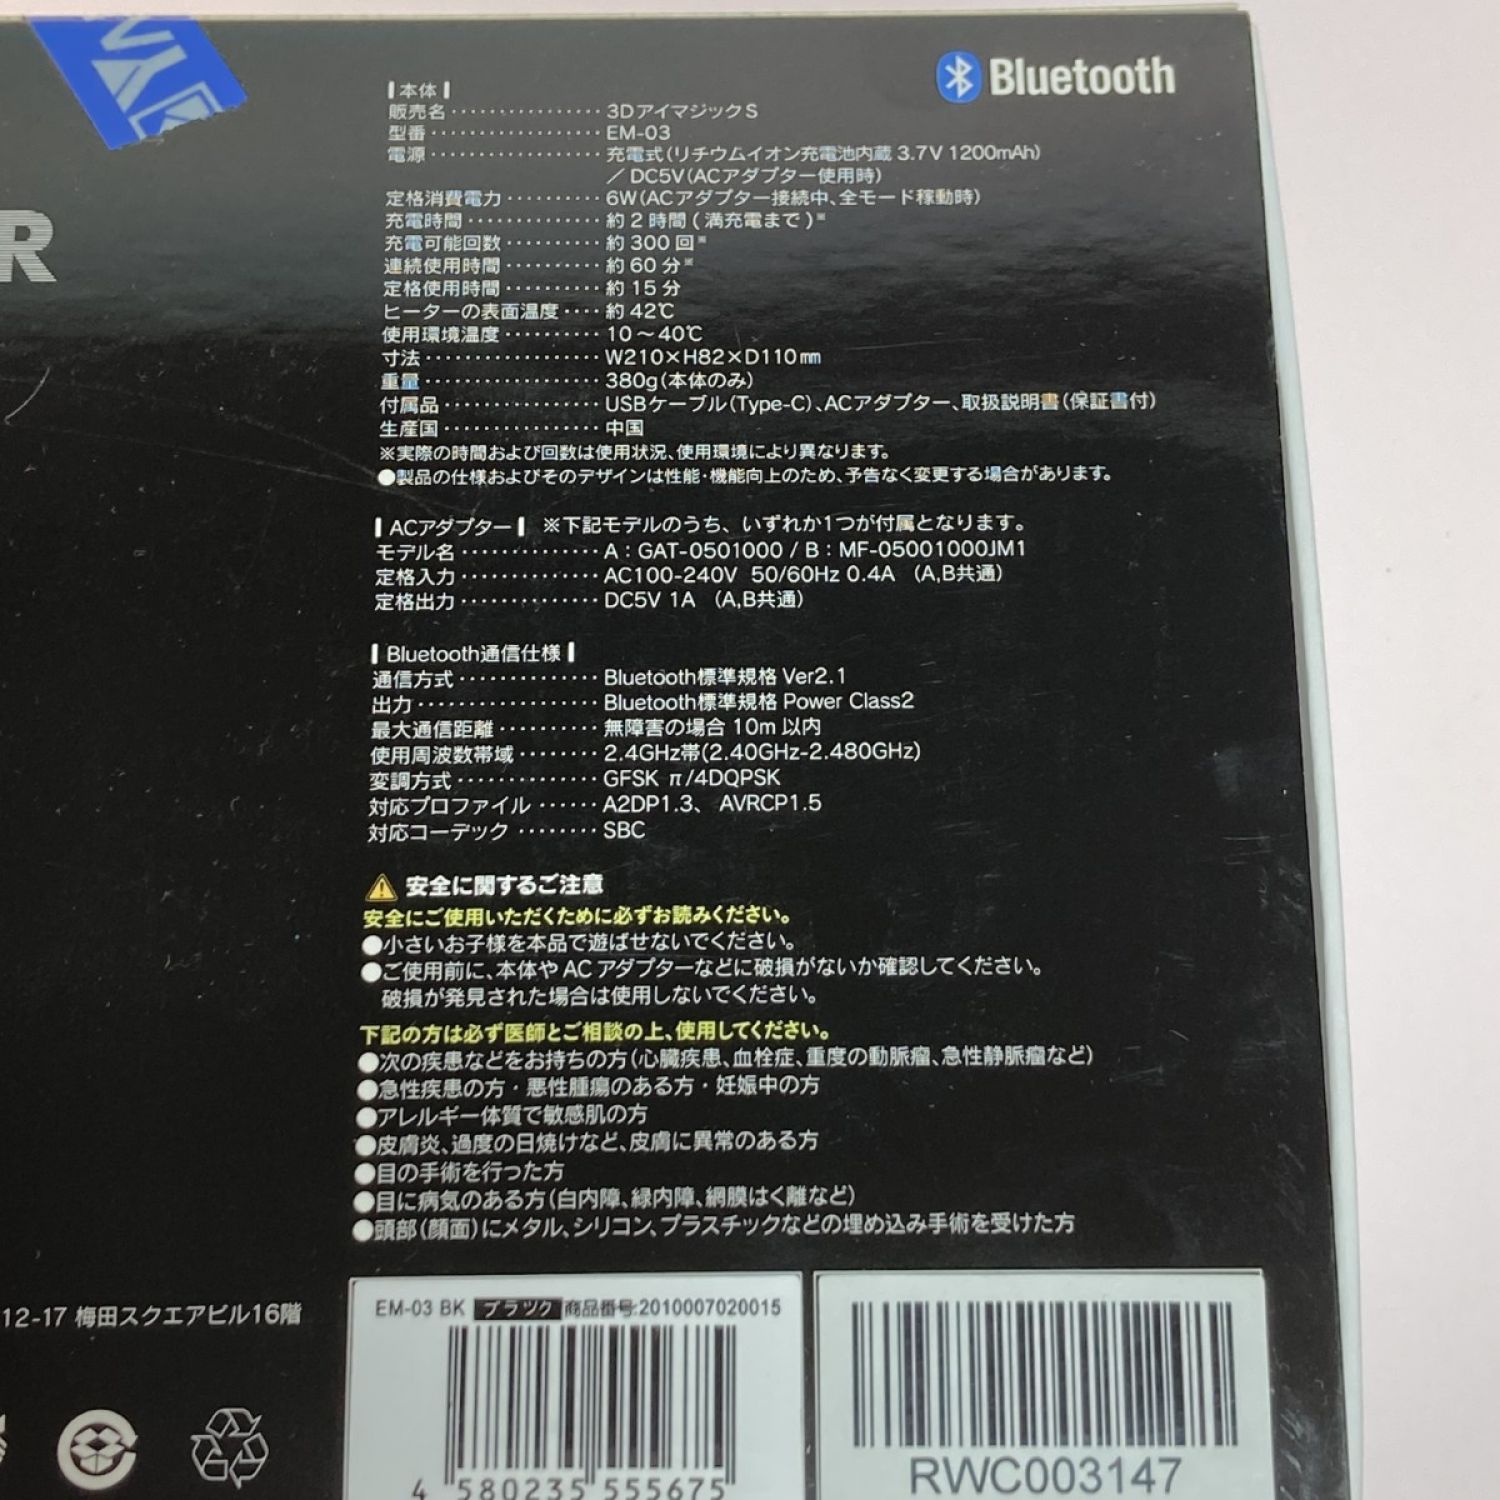 Bluetooth
R
本体
販売名 3DアイマジックS
型番 EM-03
電源 充電式(リチウムイオン充電池内蔵 3.7V 1200mAh)
／DC5V(ACアダプター使用時)
定格消費電力 6W(ACアダプター接続中、全モード稼動時)
充電時間 約2時間(満充電まで)※
充電可能回数 約300回※
連続使用時間 約60分※
定格使用時間 約15分
ヒーターの表面温度 約42℃
使用環境温度 10～40℃
寸法 W210×H82×D110㎜
重量 380g(本体のみ)
付属品 USBケーブル(Type-C)、ACアダプター、取扱説明書(保証書付)
生産国 中国
※実際の時間および回数は使用状況、使用環境により異なります。
●製品の仕様およびそのデザインは性能・機能向上のため、予告なく変更する場合があります。
ACアダプター ※下記モデルのうち、いずれか1つが付属となります。
モデル名 A：GAT-0501000 / B：MF-05001000JM1
定格入力 AC100-240V 50/60Hz 0.4A (A,B共通)
定格出力 DC5V 1A (A,B共通)
Bluetooth通信仕様
通信方式 Bluetooth標準規格 Ver2.1
出力 Bluetooth標準規格 Power Class2
最大通信距離 無障害の場合 10m以内
使用周波数帯域 2.4GHz帯(2.40GHz-2.480GHz)
変調方式 GFSK π/4DQPSK
対応プロファイル A2DP1.3、AVRCP1.5
対応コーデック SBC
安全に関するご注意
安全にご使用いただくために必ずお読みください。
●小さいお子様を本品で遊ばせないでください。
●ご使用前に、本体やACアダプターなどに破損がないか確認してください。
破損が発見された場合は使用しないでください。
下記の方は必ず医師とご相談の上、使用してください。
●次の疾患などをお持ちの方(心臓疾患、血栓症、重度の動脈瘤、急性静脈瘤など)
●急性疾患の方・悪性腫瘍のある方・妊娠中の方
●アレルギー体質で敏感肌の方
●皮膚炎、過度の日焼けなど、皮膚に異常のある方
●目の手術を行った方
●目に病気のある方(白内障、緑内障、網膜はく離など)
●頭部(顔面)にメタル、シリコン、プラスチックなどの埋め込み手術を受けた方
12-17 梅田スクエアビル16階
EM-03 BK ブラック 商品番号:2010007020015
4 580235 555675
RWC003147